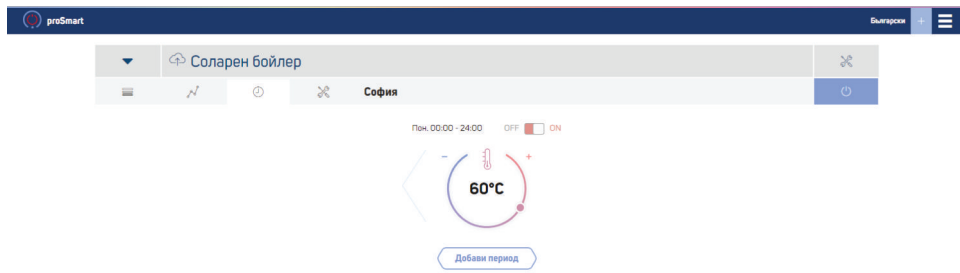 proSmart
Български +
Соларен бойлер
София
Пон. 00:00 - 24:00 OFF ON
- +
60°C
Добави период